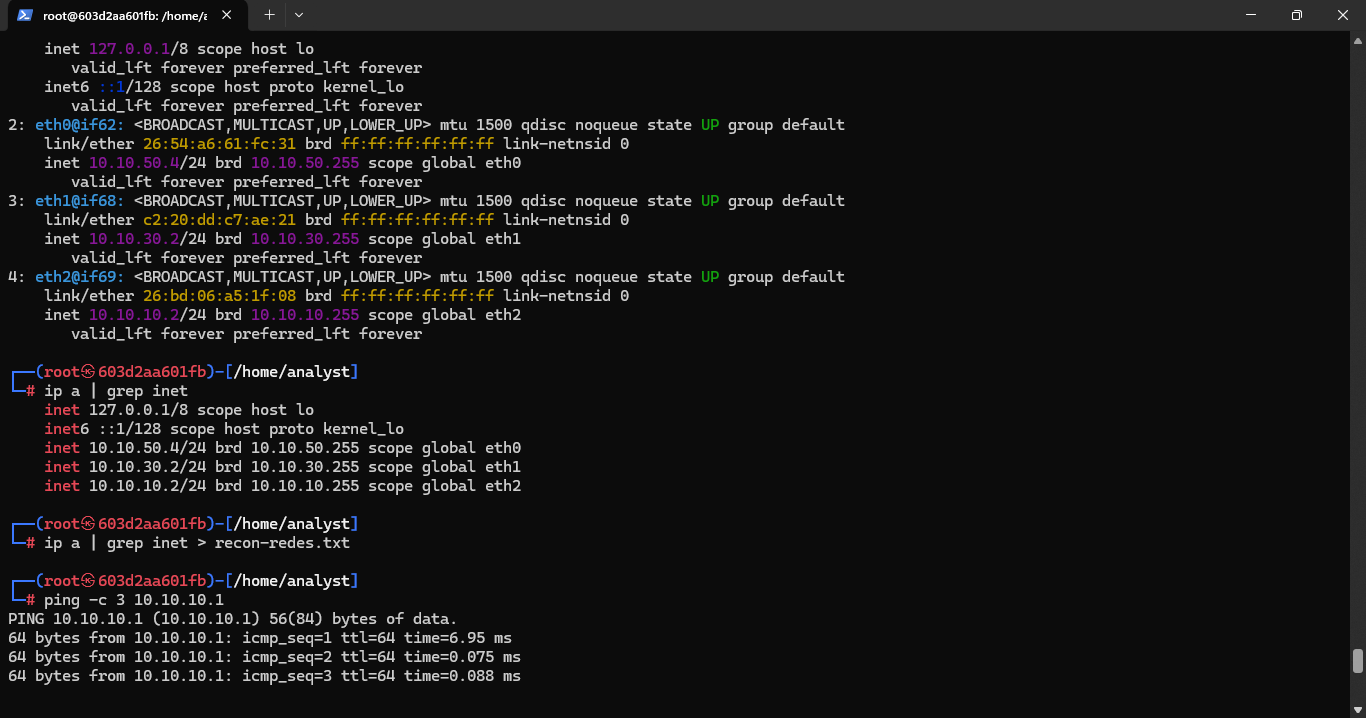 root@603d2aa601fb: /home/a
inet 127.0.0.1/8 scope host lo
valid_lft forever preferred_lft forever
inet6 ::1/128 scope host proto kernel_lo
valid_lft forever preferred_lft forever
2: eth0@if62: <BROADCAST,MULTICAST,UP,LOWER_UP> mtu 1500 qdisc noqueue state UP group default
link/ether 26:54:a6:61:fc:31 brd ff:ff:ff:ff:ff:ff link-netnsid 0
inet 10.10.50.4/24 brd 10.10.50.255 scope global eth0
valid_lft forever preferred_lft forever
3: eth1@if68: <BROADCAST,MULTICAST,UP,LOWER_UP> mtu 1500 qdisc noqueue state UP group default
link/ether c2:20:dd:c7:ae:21 brd ff:ff:ff:ff:ff:ff link-netnsid 0
inet 10.10.30.2/24 brd 10.10.30.255 scope global eth1
valid_lft forever preferred_lft forever
4: eth2@if69: <BROADCAST,MULTICAST,UP,LOWER_UP> mtu 1500 qdisc noqueue state UP group default
link/ether 26:bd:06:a5:1f:08 brd ff:ff:ff:ff:ff:ff link-netnsid 0
inet 10.10.10.2/24 brd 10.10.10.255 scope global eth2
valid_lft forever preferred_lft forever
┌──(root㉿603d2aa601fb)-[/home/analyst]
└─# ip a | grep inet
inet 127.0.0.1/8 scope host lo
inet6 ::1/128 scope host proto kernel_lo
inet 10.10.50.4/24 brd 10.10.50.255 scope global eth0
inet 10.10.30.2/24 brd 10.10.30.255 scope global eth1
inet 10.10.10.2/24 brd 10.10.10.255 scope global eth2
┌──(root㉿603d2aa601fb)-[/home/analyst]
└─# ip a | grep inet > recon-redes.txt
┌──(root㉿603d2aa601fb)-[/home/analyst]
└─# ping -c 3 10.10.10.1
PING 10.10.10.1 (10.10.10.1) 56(84) bytes of data.
64 bytes from 10.10.10.1: icmp_seq=1 ttl=64 time=6.95 ms
64 bytes from 10.10.10.1: icmp_seq=2 ttl=64 time=0.075 ms
64 bytes from 10.10.10.1: icmp_seq=3 ttl=64 time=0.088 ms